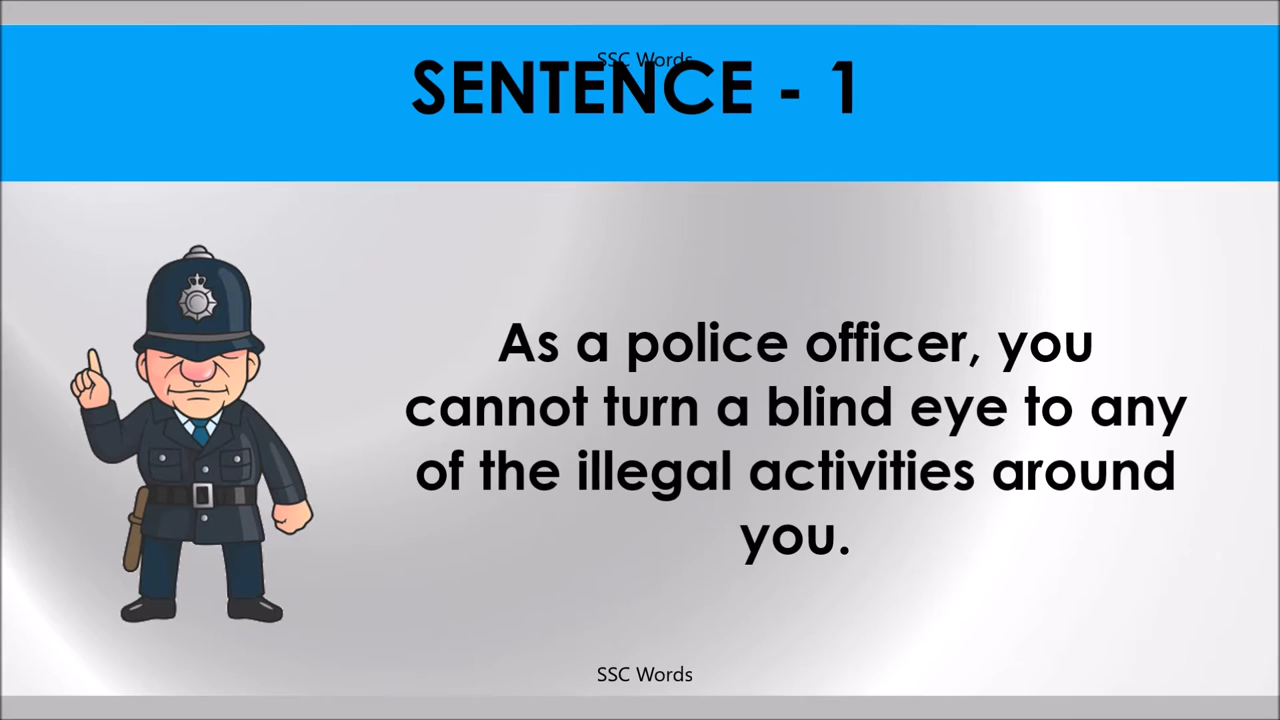 SSC Words
SENTENCE - 1
As a police officer, you
cannot turn a blind eye to any
of the illegal activities around
you.
SSC Words